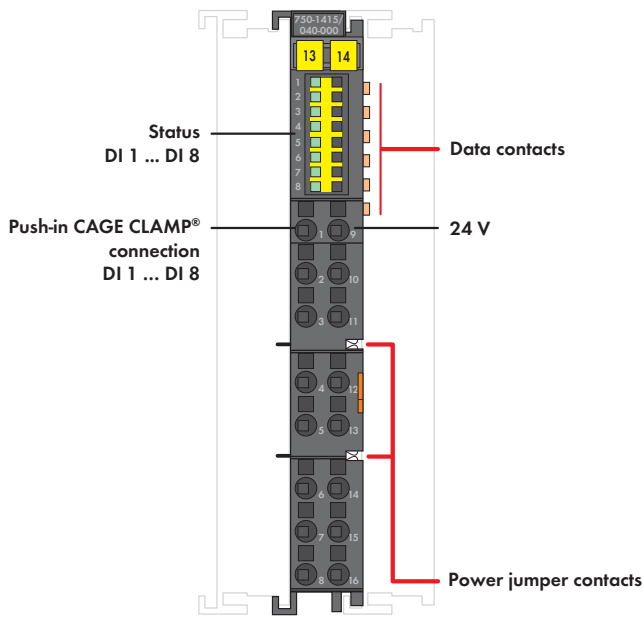 750-1415/
040-000
13 14
1
2
3
4
5
6
7
8
Status
DI 1 ... DI 8
Data contacts
Push-in CAGE CLAMP®
connection
DI 1 ... DI 8
24 V
1 9
2 10
3 11
4 12
5 13
6 14
7 15
8 16
Power jumper contacts